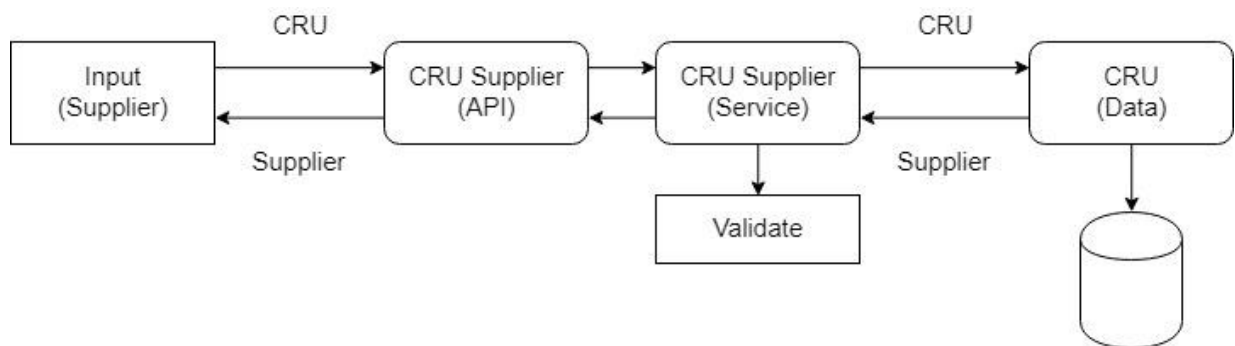 CRU
CRU
Input
(Supplier)
CRU Supplier
(API)
CRU Supplier
(Service)
CRU
(Data)
Supplier
Supplier
Validate